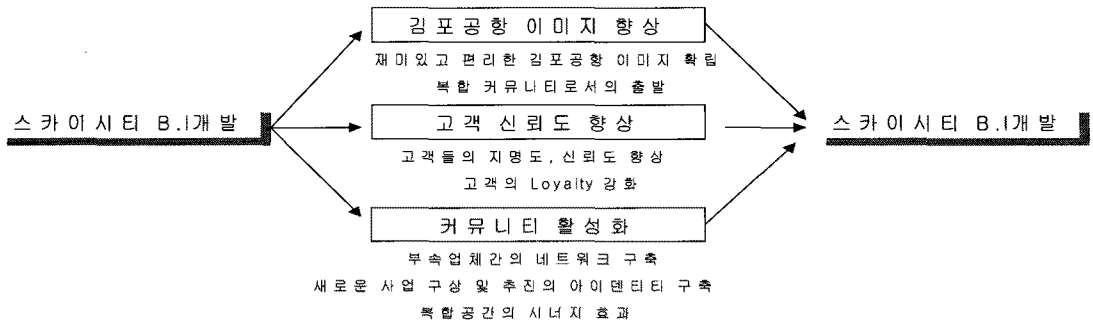 김포공항 이미지 향상
재미있고 편리한 김포공항 이미지 확립
복합 커뮤니티로서의 출발
스카이시티 B.I개발
고객 신뢰도 향상
스카이시티 B.I개발
고객들의 지명도, 신뢰도 향상
고객의 Loyalty 강화
커뮤니티 활성화
부속업체간의 네트워크 구축
새로운 사업 구상 및 추진의 아이덴티티 구축
복합공간의 시너지 효과